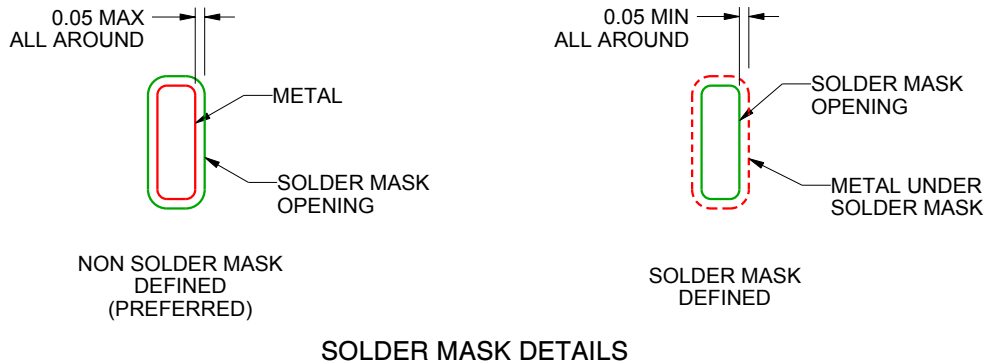 0.05 MAX
ALL AROUND
METAL
SOLDER MASK
OPENING
NON SOLDER MASK
DEFINED
(PREFERRED)
0.05 MIN
ALL AROUND
SOLDER MASK
OPENING
METAL UNDER
SOLDER MASK
SOLDER MASK
DEFINED
SOLDER MASK DETAILS